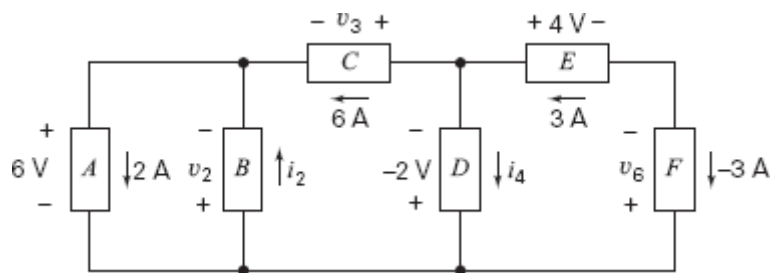 − v₃ +
+ 4 V −
C
E
6 A
3 A
+
−
−
−
6 V
A
2 A
v₂
B
i₂
−2 V
D
i₄
v₆
F
−3 A
−
+
+
+